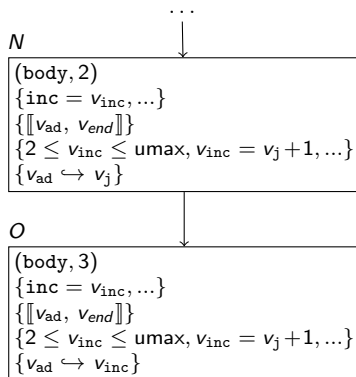 ...
N
(body, 2)
{inc = v_inc, ...}
{⟦v_ad, v_end⟧}
{2 ≤ v_inc ≤ umax, v_inc = v_j + 1, ...}
{v_ad ↪ v_j}
O
(body, 3)
{inc = v_inc, ...}
{⟦v_ad, v_end⟧}
{2 ≤ v_inc ≤ umax, v_inc = v_j + 1, ...}
{v_ad ↪ v_inc}